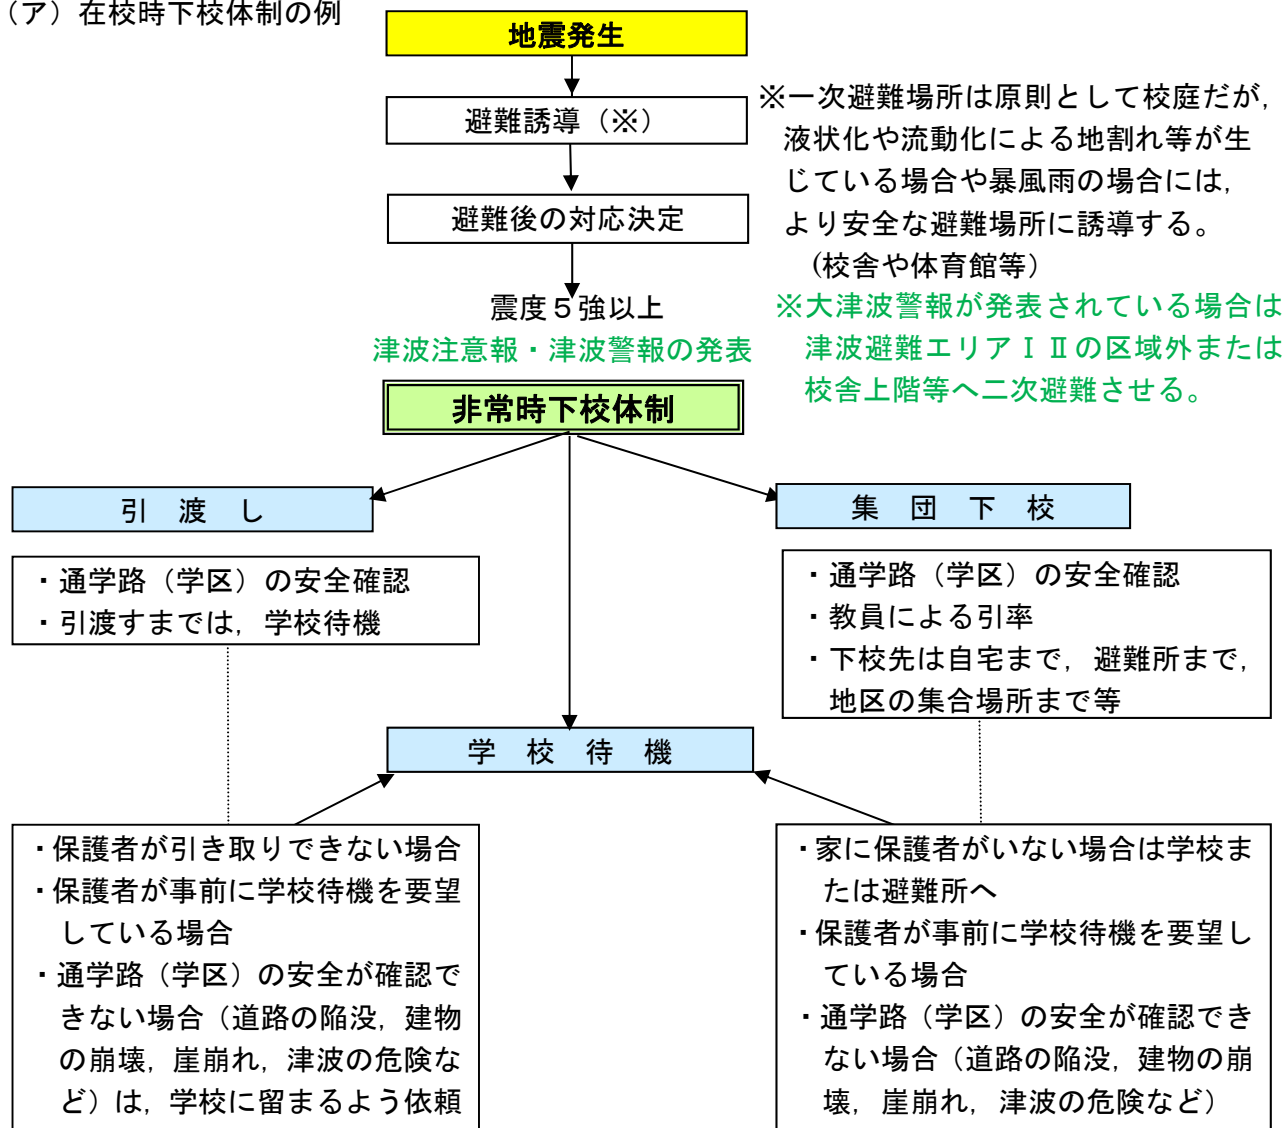 （ア）在校時下校体制の例
地震発生
避難誘導（※）
避難後の対応決定
震度５強以上
津波注意報・津波警報の発表
※一次避難場所は原則として校庭だが，
液状化や流動化による地割れ等が生
じている場合や暴風雨の場合には，
より安全な避難場所に誘導する。
(校舎や体育館等）
※大津波警報が発表されている場合は
津波避難エリアⅠⅡの区域外または
校舎上階等へ二次避難させる。
非常時下校体制
引　渡　し
・通学路（学区）の安全確認
・引渡すまでは，学校待機
集　団　下　校
・通学路（学区）の安全確認
・教員による引率
・下校先は自宅まで，避難所まで，
地区の集合場所まで等
学　校　待　機
・保護者が引き取りできない場合
・保護者が事前に学校待機を要望
している場合
・通学路（学区）の安全が確認で
きない場合（道路の陥没，建物
の崩壊，崖崩れ，津波の危険な
ど）は，学校に留まるよう依頼
・家に保護者がいない場合は学校ま
たは避難所へ
・保護者が事前に学校待機を要望し
ている場合
・通学路（学区）の安全が確認でき
ない場合（道路の陥没，建物の崩
壊，崖崩れ，津波の危険など）